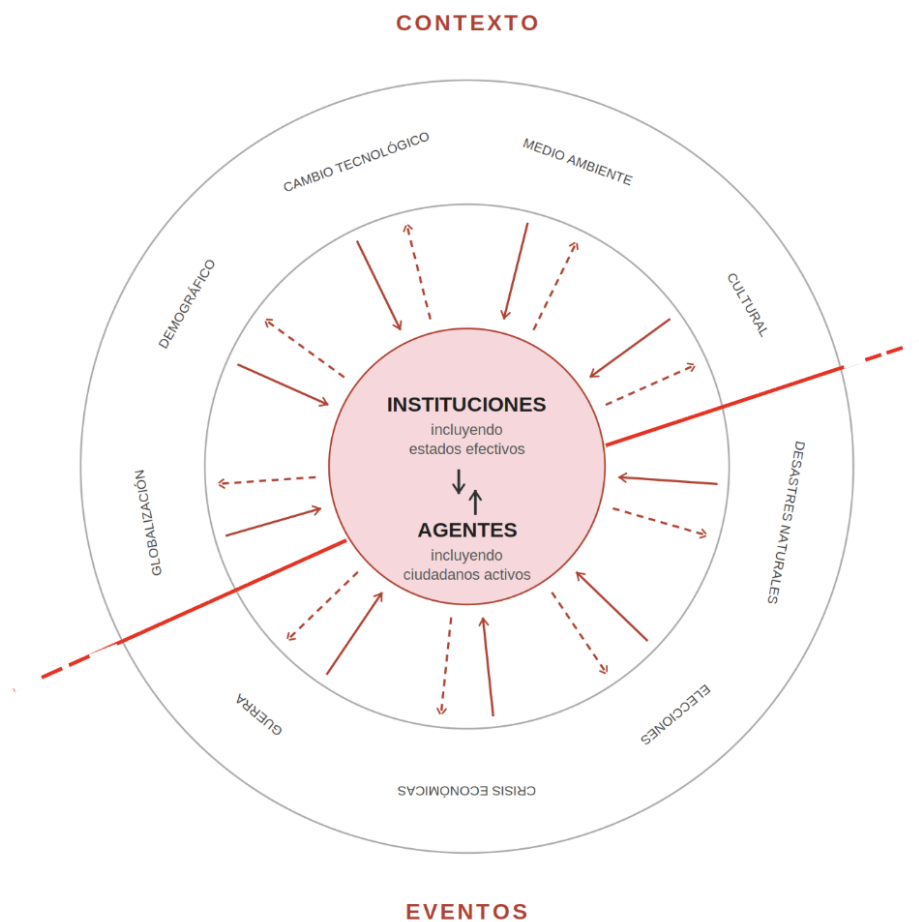 CONTEXTO
CAMBIO TECNOLÓGICO
MEDIO AMBIENTE
DEMOGRÁFICO
CULTURAL
INSTITUCIONES
incluyendo
estados efectivos
AGENTES
incluyendo
ciudadanos activos
GLOBALIZACIÓN
DESASTRES NATURALES
GUERRA
ELECCIONES
CRISIS ECONÓMICAS
EVENTOS